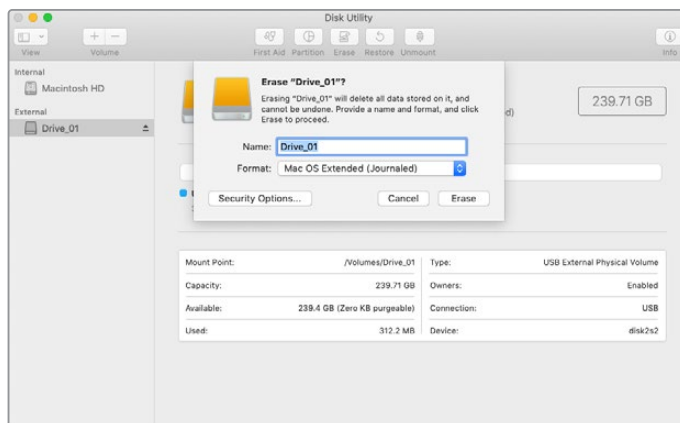 Disk Utility
View
Volume
First Aid
Partition
Erase
Restore
Unmount
Info
Internal
Macintosh HD
External
Drive_01
Erase “Drive_01”?
Erasing “Drive_01” will delete all data stored on it, and
cannot be undone. Provide a name and format, and click
Erase to proceed.
d)
239.71 GB
Name: Drive_01
Format: Mac OS Extended (Journaled)
Security Options...
Cancel
Erase
Mount Point: /Volumes/Drive_01
Type: USB External Physical Volume
Capacity: 239.71 GB
Owners: Enabled
Available: 239.4 GB (Zero KB purgeable)
Connection: USB
Used: 312.2 MB
Device: disk2s2